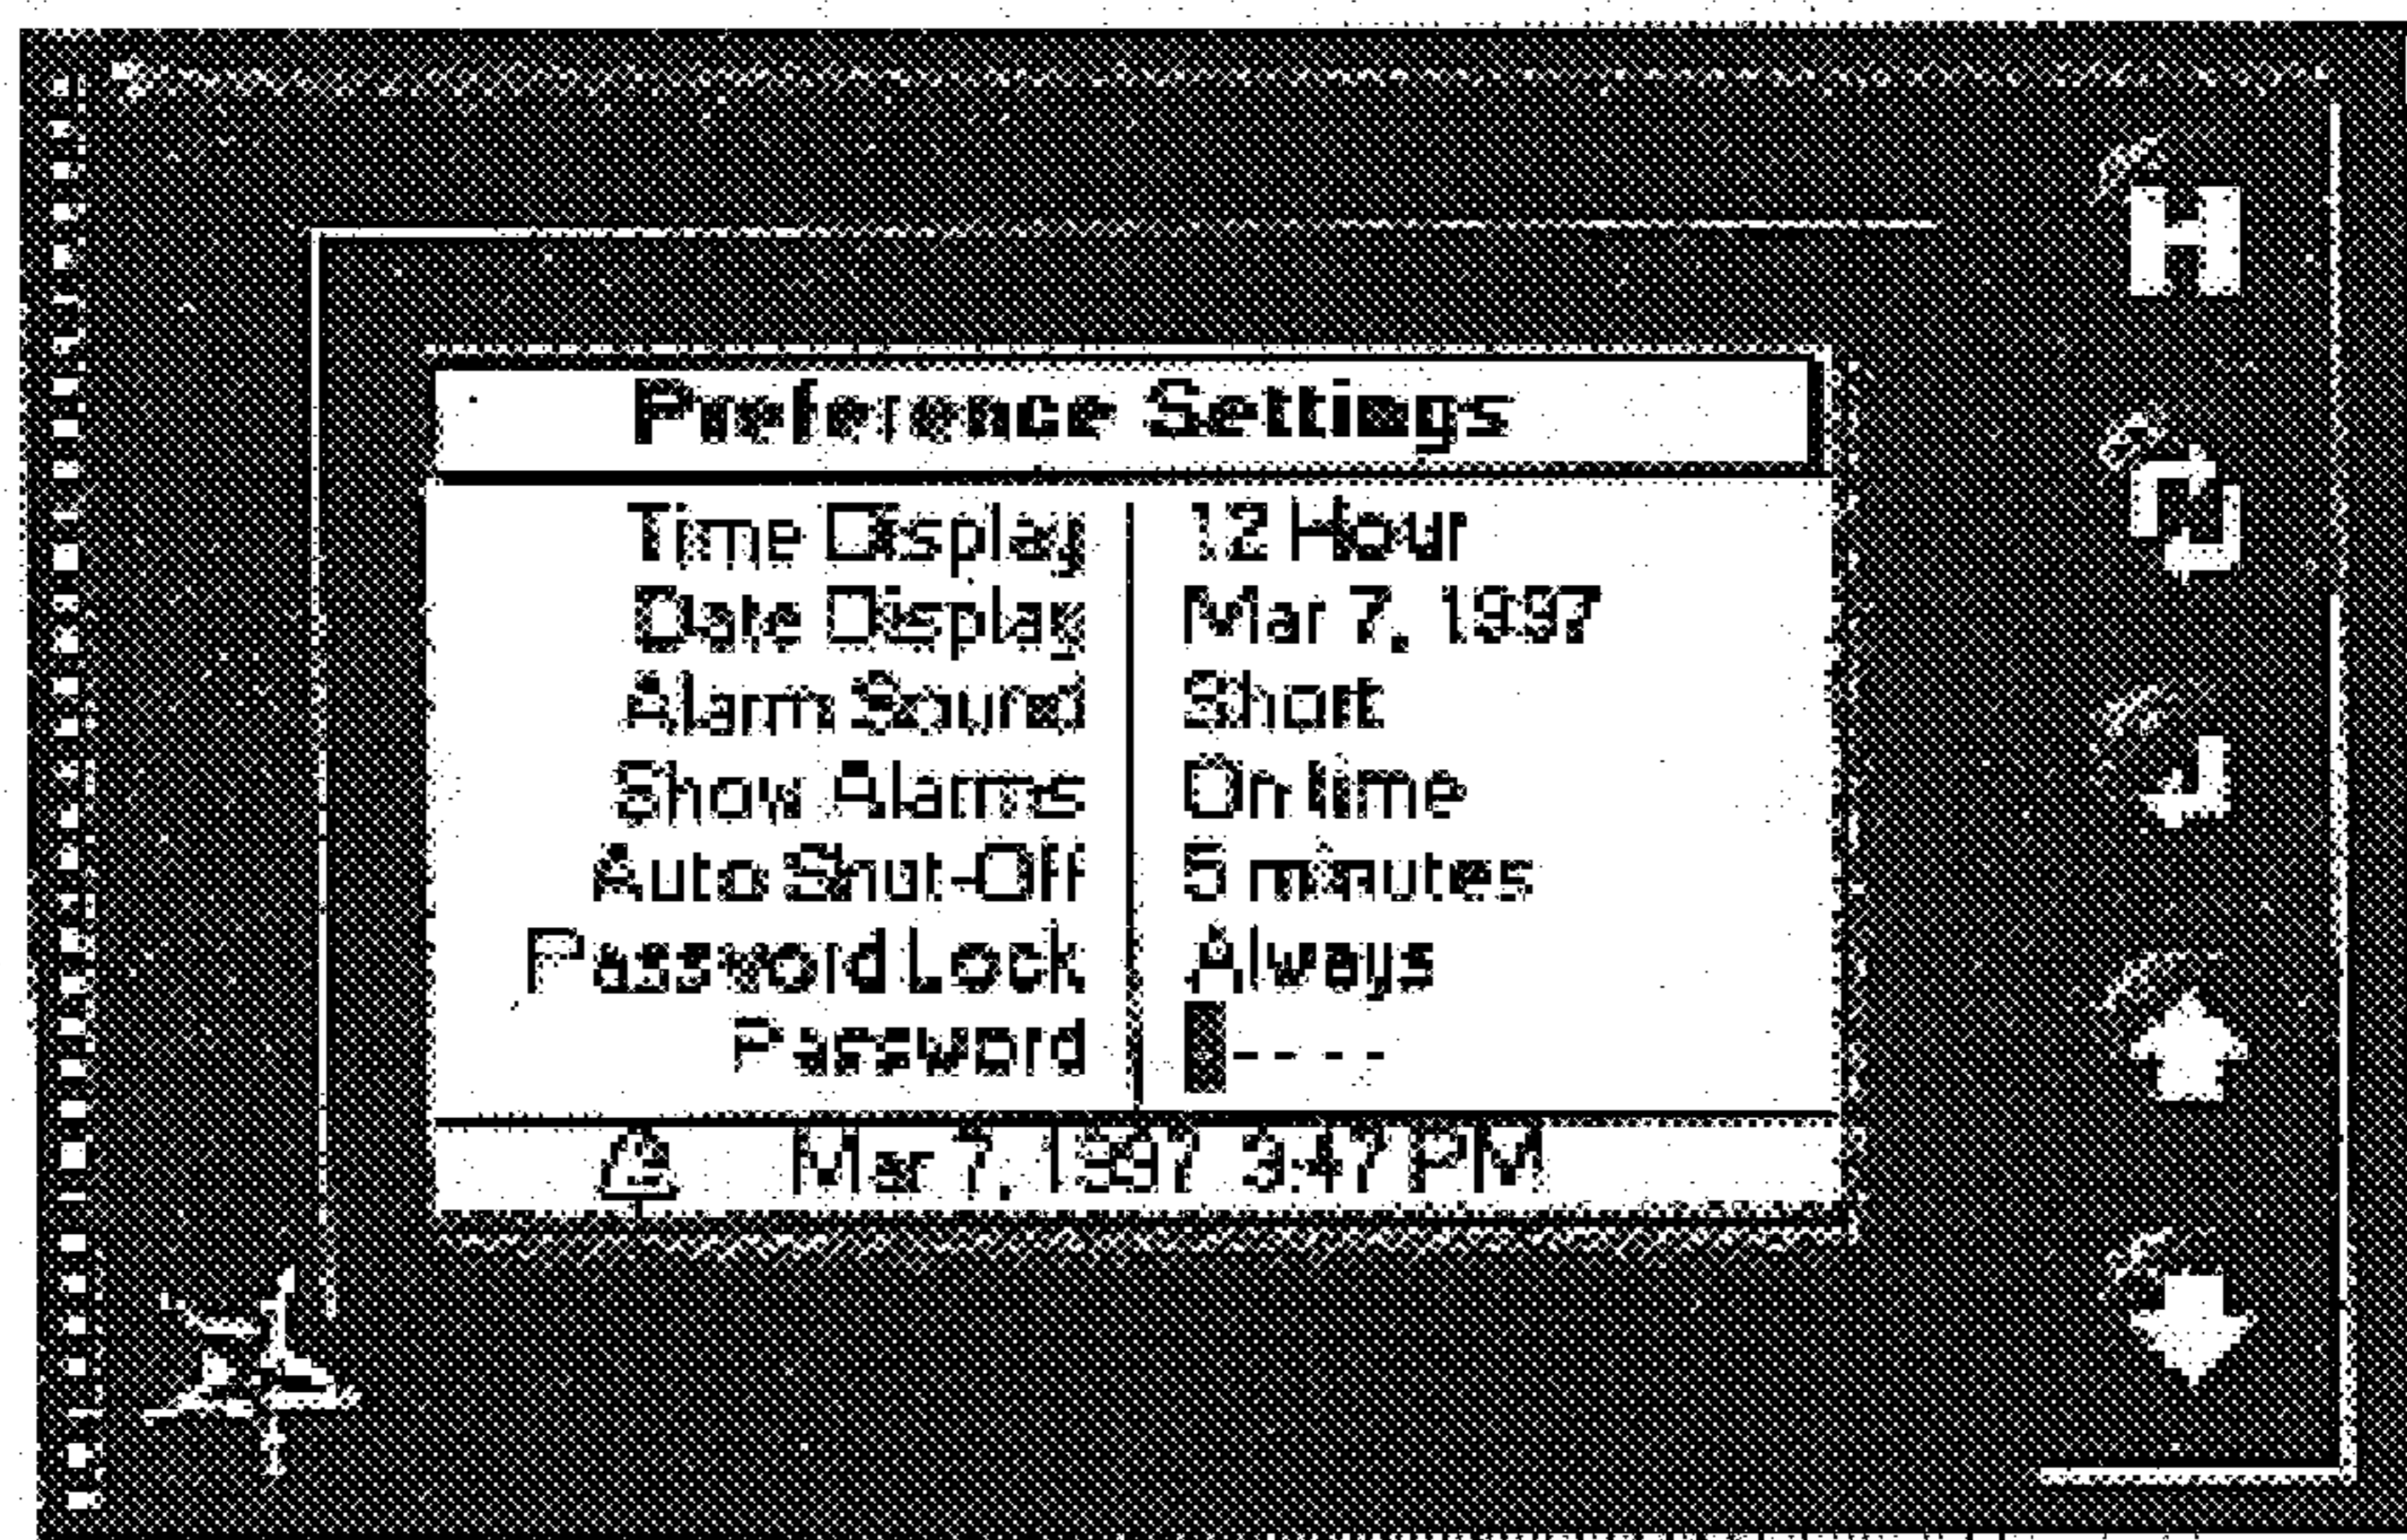 H
Preference Settings
Time Display 12 Hour
Date Display Mar 7, 1997
Alarm Sound Short
Show Alarms On time
Auto Shut-Off 5 minutes
Password Lock Always
Password - - - -
Mar 7, 1997 3:47 PM